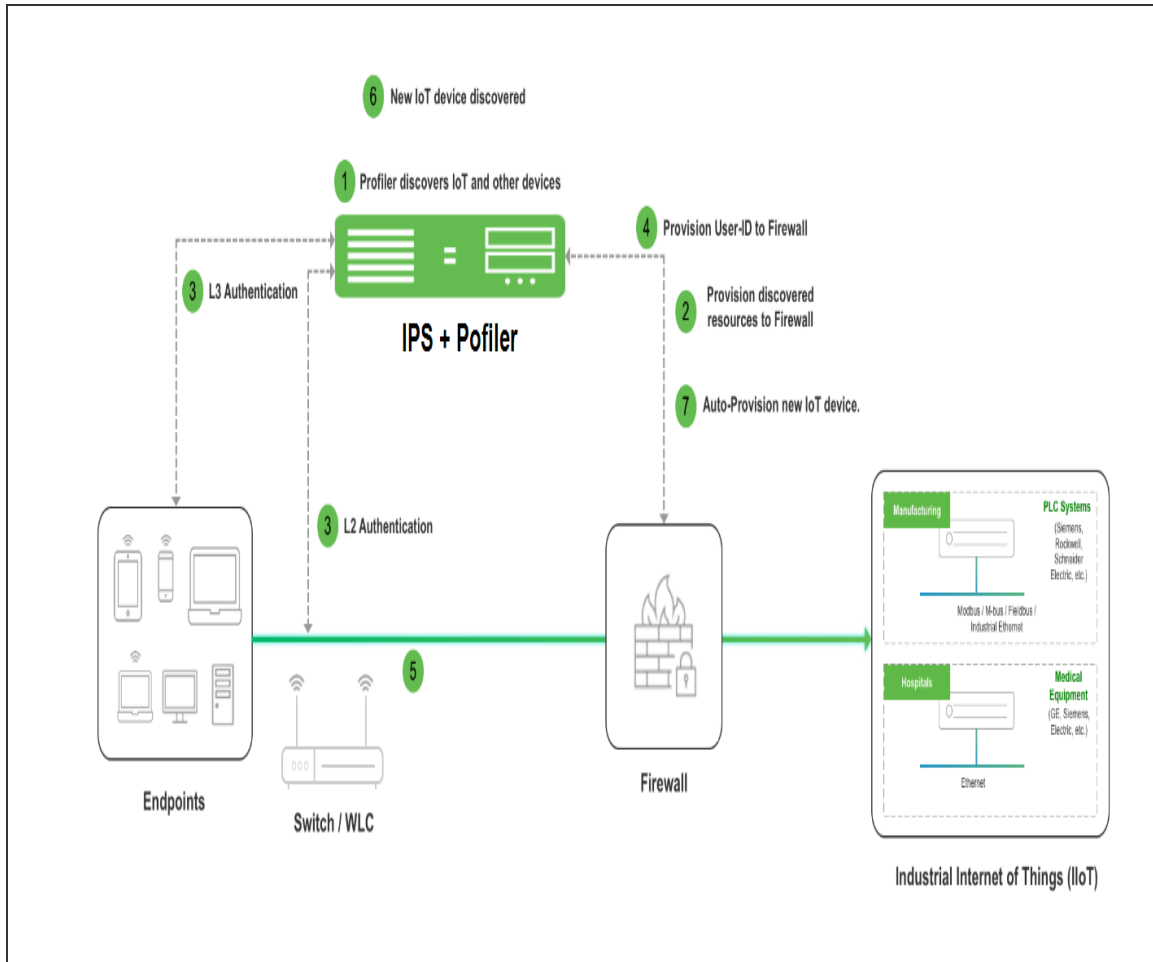 6 New IoT device discovered
1 Profiler discovers IoT and other devices
4 Provision User-ID to Firewall
3 L3 Authentication
2 Provision discovered
resources to Firewall
IPS + Pofiler
7 Auto-Provision new IoT device.
3 L2 Authentication
5
Endpoints
Switch / WLC
Firewall
Manufacturing
PLC Systems
(Siemens,
Rockwell,
Schneider
Electric, etc.)
Modbus / M-bus / Fieldbus /
Industrial Ethernet
Hospitals
Medical
Equipment
(GE, Siemens,
Electric, etc.)
Ethernet
Industrial Internet of Things (IIoT)